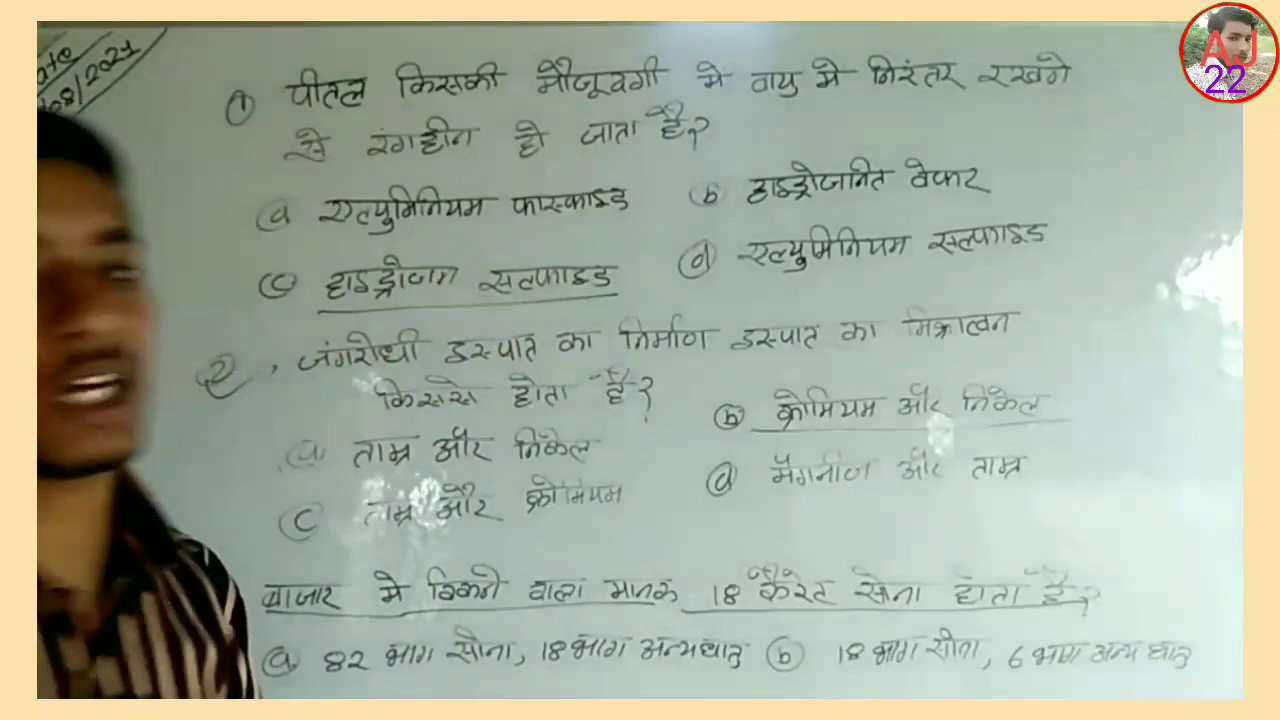 ate
08/2021
AJ
22
① पीतल किसकी मौजूदगी मे वायु मे निरंतर रखने
से रंगहीन हो जाता है?
(a) एल्युमिनियम फास्फाइड (b) हाइड्रोजनित वेफर
(c) हाइड्रोजन सल्फाइड (d) एल्युमिनियम सल्फाइड
2, जंगरोधी इस्पात का निर्माण इस्पात का मिश्रात्वन
किससे होता है?
(a) ताम्र और निकेल (b) क्रोमियम और निकेल
(c) ताम्र और क्रोमियम (d) मैगनीज और ताम्र
बाजार मे बिकने वाला मानक 18 कैरेट सोना होता है?
(a) 82 भाग सोना, 18 भाग अन्य धातु (b) 18 भाग सोना, 6 भाग अन्य धातु